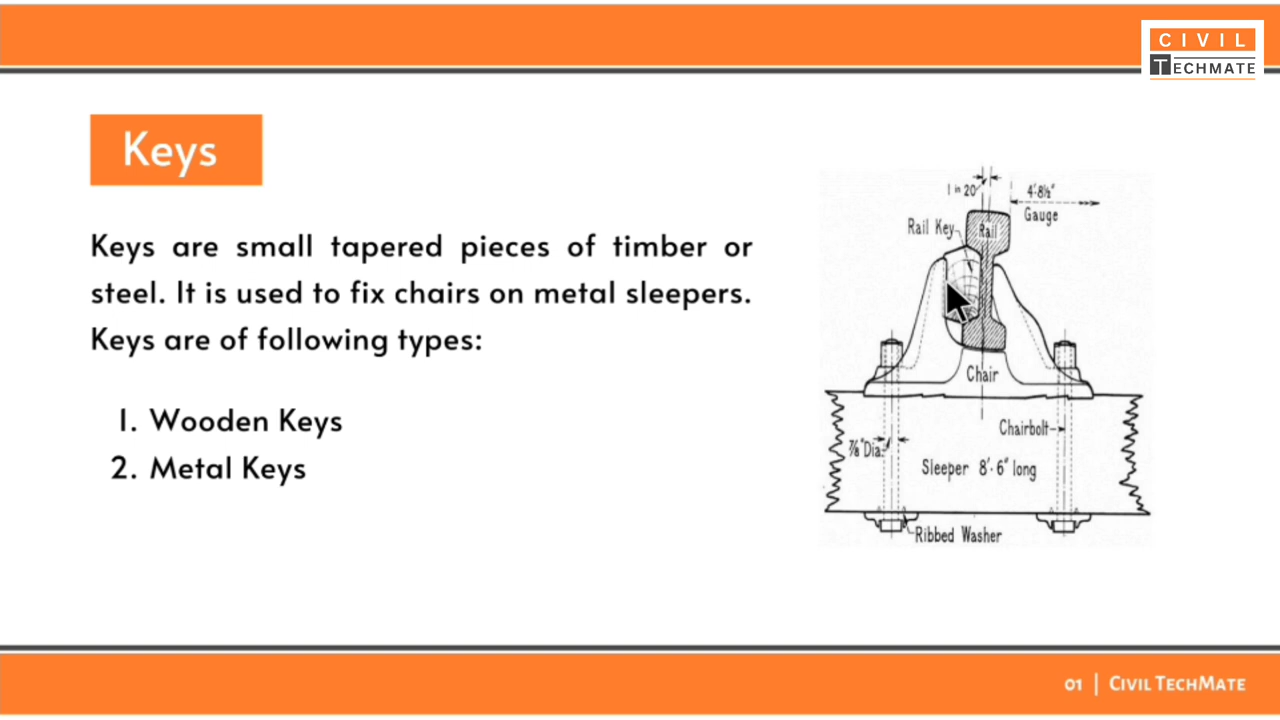 CIVIL
TECHMATE
Keys
Keys are small tapered pieces of timber or
steel. It is used to fix chairs on metal sleepers.
Keys are of following types:
1. Wooden Keys
2. Metal Keys
1 in 20
4'-8½"
Gauge
Rail Key
Rail
Chair
Chairbolt
⅞"Dia.
Sleeper 8'-6" long
Ribbed Washer
01 | CIVIL TECHMATE